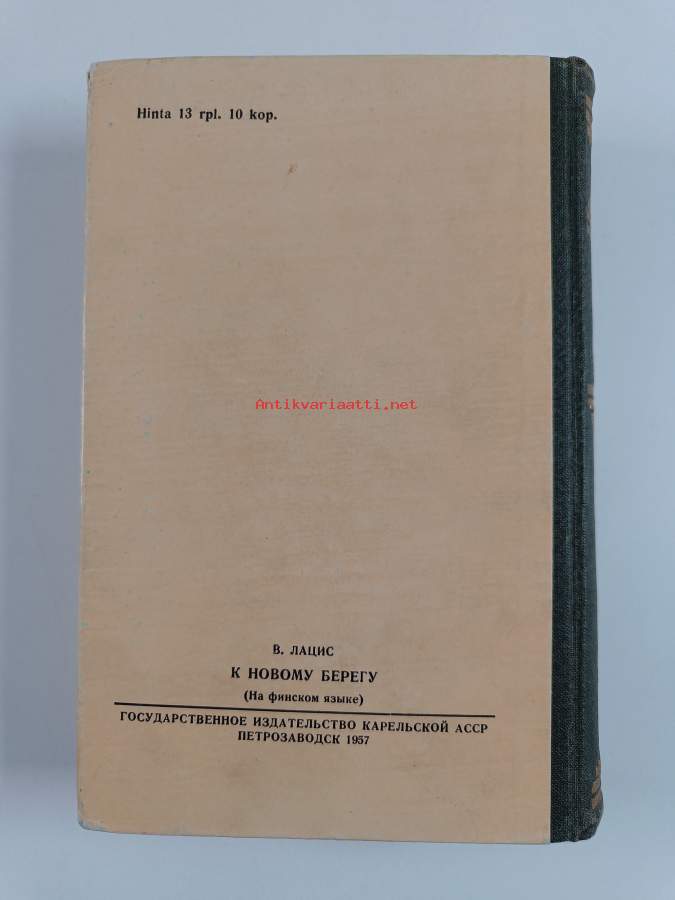 Hinta 13 rpl. 10 kop.
Antikvariaatti.net
В. ЛАЦИС
К НОВОМУ БЕРЕГУ
(На финском языке)
ГОСУДАРСТВЕННОЕ ИЗДАТЕЛЬСТВО КАРЕЛЬСКОЙ АССР
ПЕТРОЗАВОДСК 1957